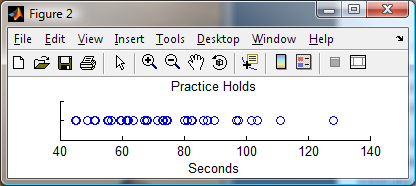 Figure 2
File Edit View Insert Tools Desktop Window Help
Practice Holds
40 60 80 100 120 140
Seconds